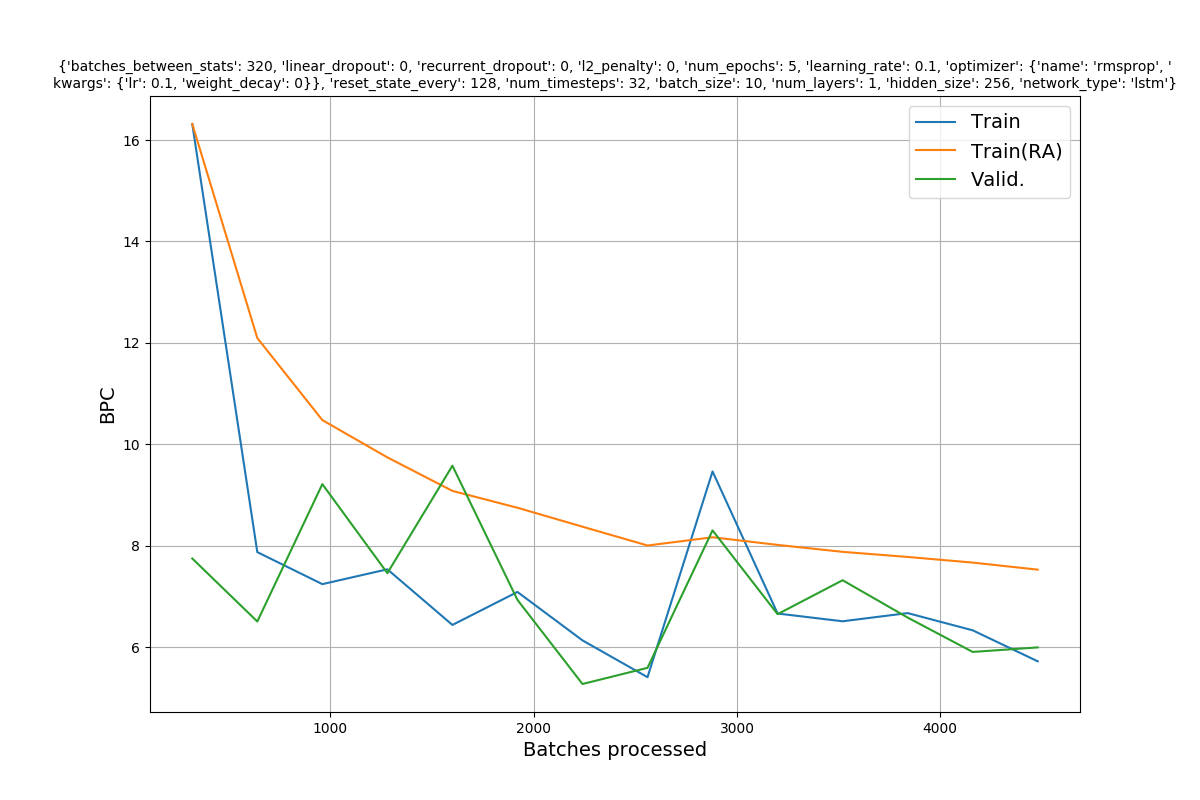 {'batches_between_stats': 320, 'linear_dropout': 0, 'recurrent_dropout': 0, 'l2_penalty': 0, 'num_epochs': 5, 'learning_rate': 0.1, 'optimizer': {'name': 'rmsprop', '
kwargs': {'lr': 0.1, 'weight_decay': 0}}, 'reset_state_every': 128, 'num_timesteps': 32, 'batch_size': 10, 'num_layers': 1, 'hidden_size': 256, 'network_type': 'lstm'}
Train
Train(RA)
Valid.
BPC
16
14
12
10
8
6
1000
2000
3000
4000
Batches processed